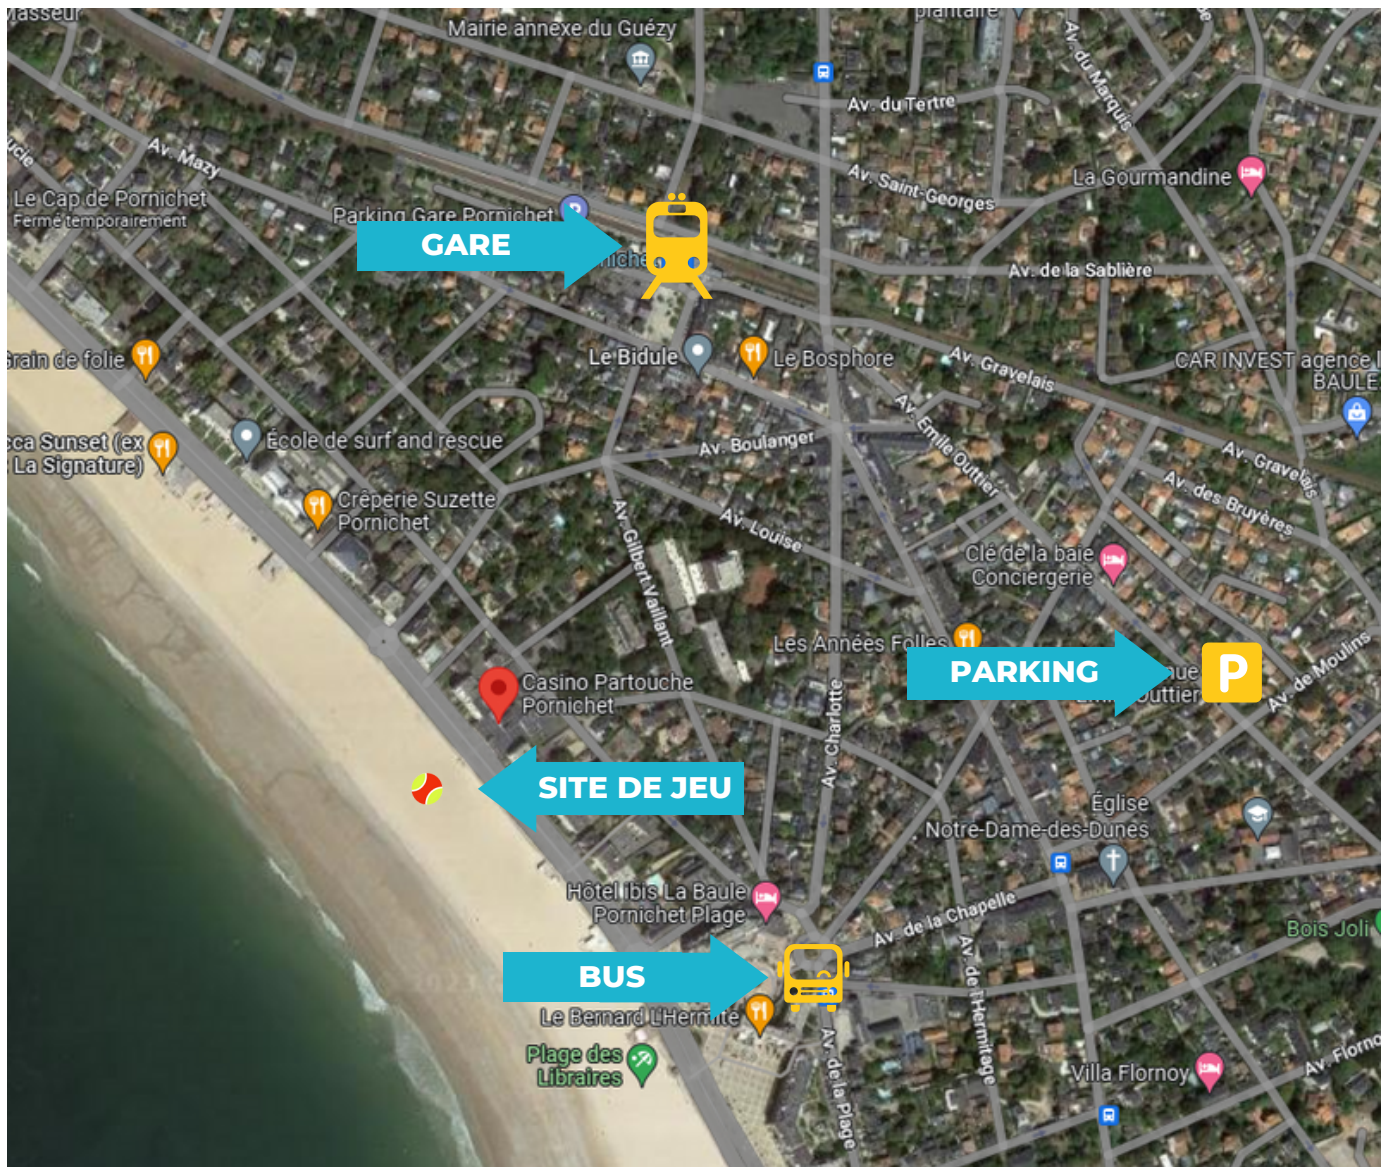 Mairie annexe du Guézy
plantaire
Av. du Marquis
Av. du Tertre
Av. Mazy
Av. Saint-Georges
La Gourmandine
Le Cap de Pornichet
Fermé temporairement
Parking Gare Pornichet
GARE
Av. de la Sablière
Le Bidule
Le Bosphore
Av. Gravelais
CAR INVEST agence
BAULE
Grain de folie
Av. Emile Outtier
École de surf and rescue
Av. Boulanger
Sunset (ex
La Signature)
Av. Gravelais
Av. des Bruyères
Crêperie Suzette
Pornichet
Av. Louise
Av. Gilbert Vaillant
Clé de la baie
Conciergerie
Les Années Folles
PARKING
Outtier
P
Av. de Moulins
Casino Partouche
Pornichet
Av. Charlotte
SITE DE JEU
Église
Notre-Dame-des-Dunes
Hôtel ibis La Baule
Pornichet Plage
Av. de la Chapelle
Bois Joli
BUS
Av. de l'Hermitage
Le Bernard L'Hermite
Plage des
Libraires
Av. de la Plage
Villa Flornoy
Av. Florno